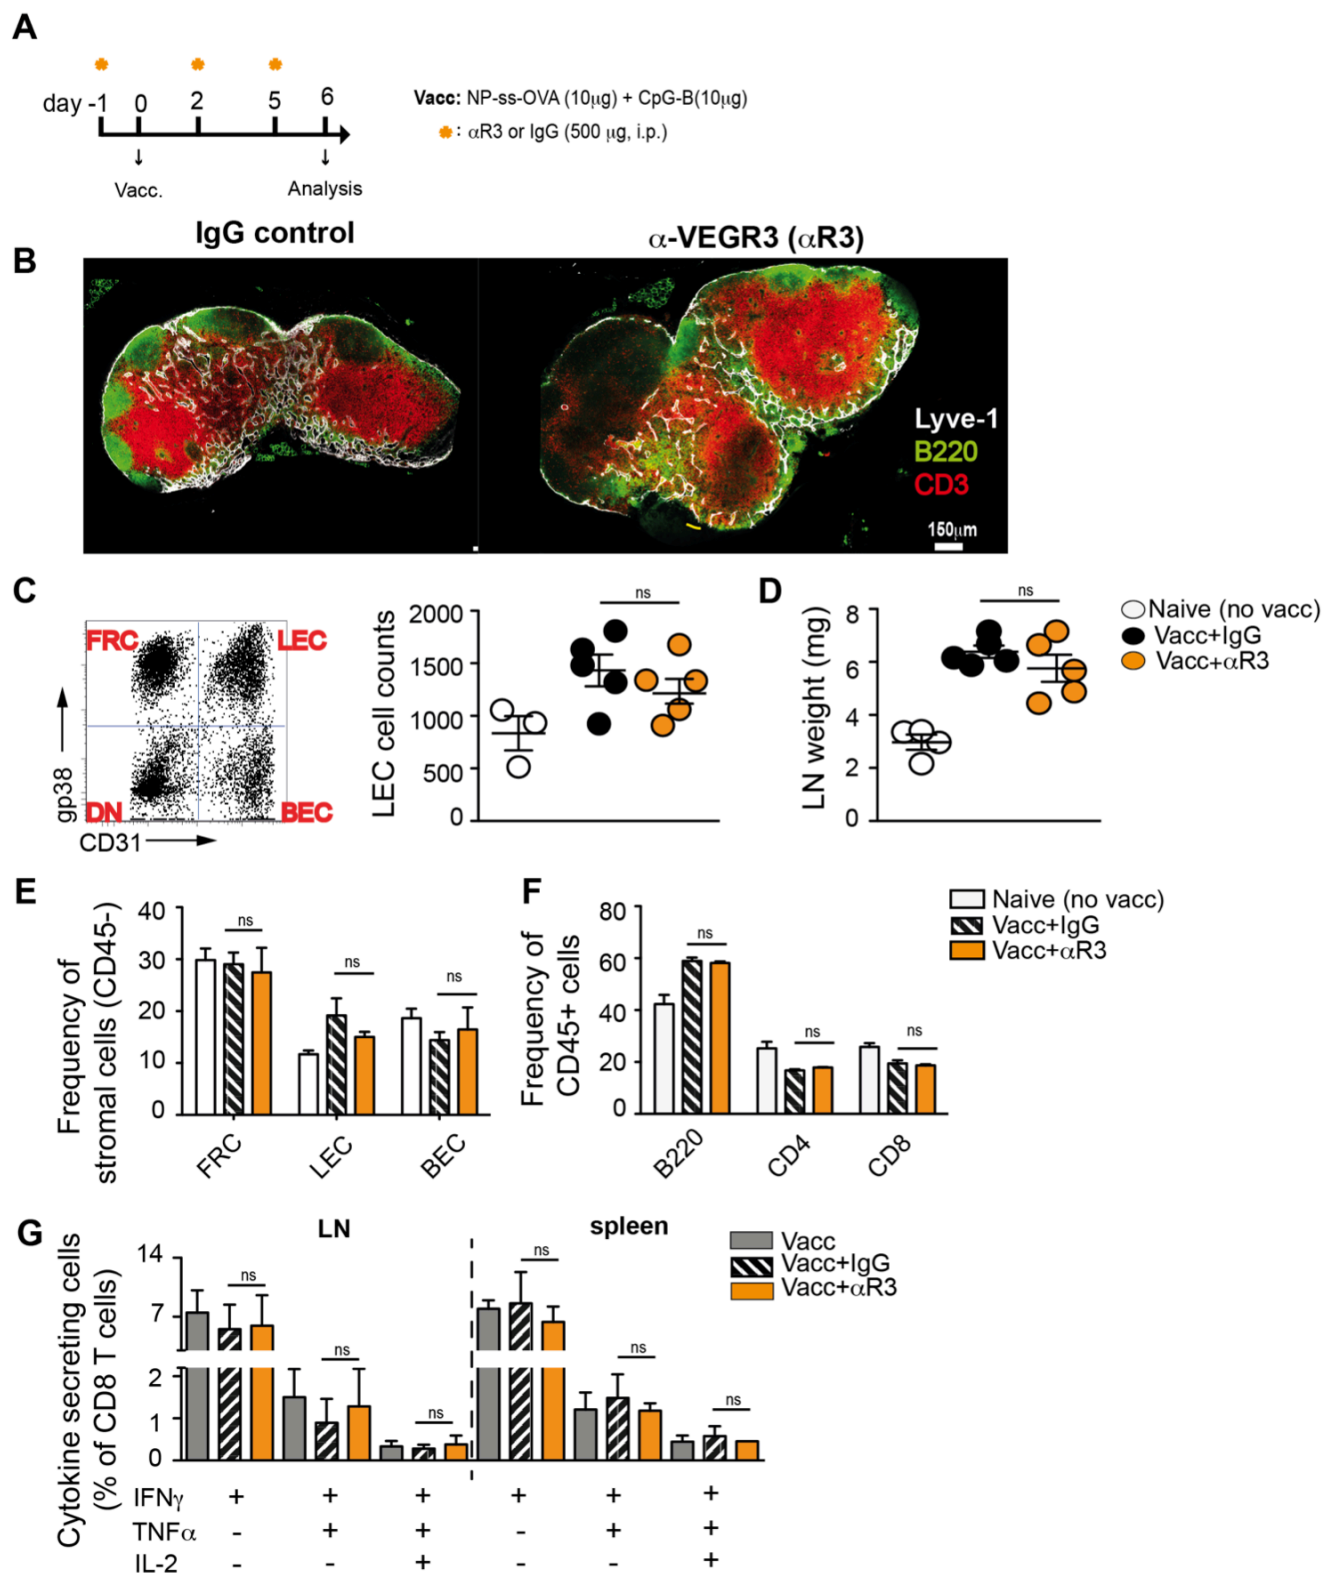 A
day -1 0 2 5 6
Vacc.
Analysis
Vacc: NP-ss-OVA (10μg) + CpG-B(10μg)
: αR3 or IgG (500 μg, i.p.)
B
IgG control
α-VEGR3 (αR3)
Lyve-1
B220
CD3
150μm
C
FRC
LEC
DN
BEC
gp38
CD31
LEC cell counts
2000
1500
1000
500
0
ns
D
LN weight (mg)
8
6
4
2
0
ns
Naive (no vacc)
Vacc+IgG
Vacc+αR3
E
Frequency of
stromal cells (CD45-)
40
30
20
10
0
ns
ns
ns
FRC
LEC
BEC
F
Frequency of
CD45+ cells
80
60
40
20
0
ns
ns
ns
B220
CD4
CD8
Naive (no vacc)
Vacc+IgG
Vacc+αR3
G
Cytokine secreting cells
(% of CD8 T cells)
LN
spleen
14
7
2
1
0
ns
ns
ns
ns
ns
ns
Vacc
Vacc+IgG
Vacc+αR3
IFNγ + + + + + +
TNFα - + + - + +
IL-2 - - + - - +